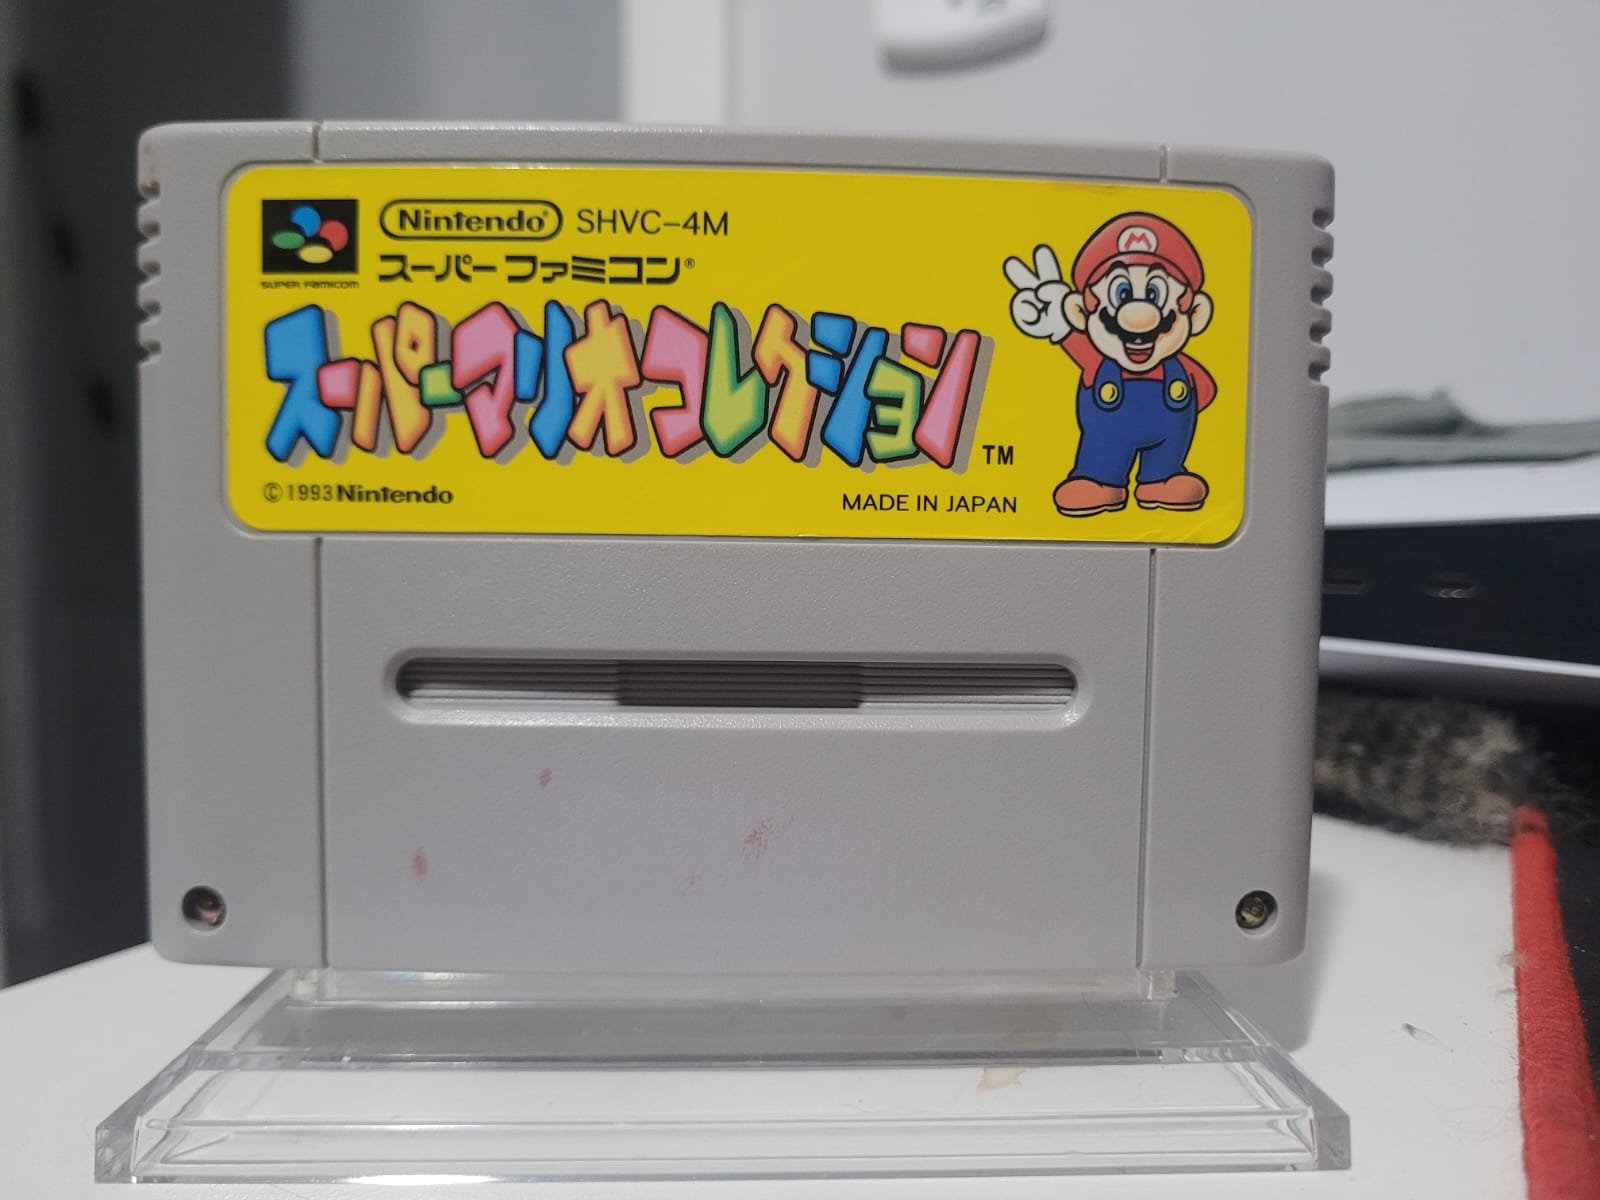 Nintendo® SHVC-4M
SUPER FAMICOM
スーパーファミコン®
スーパーマリオコレクション
TM
©1993 Nintendo
MADE IN JAPAN
M